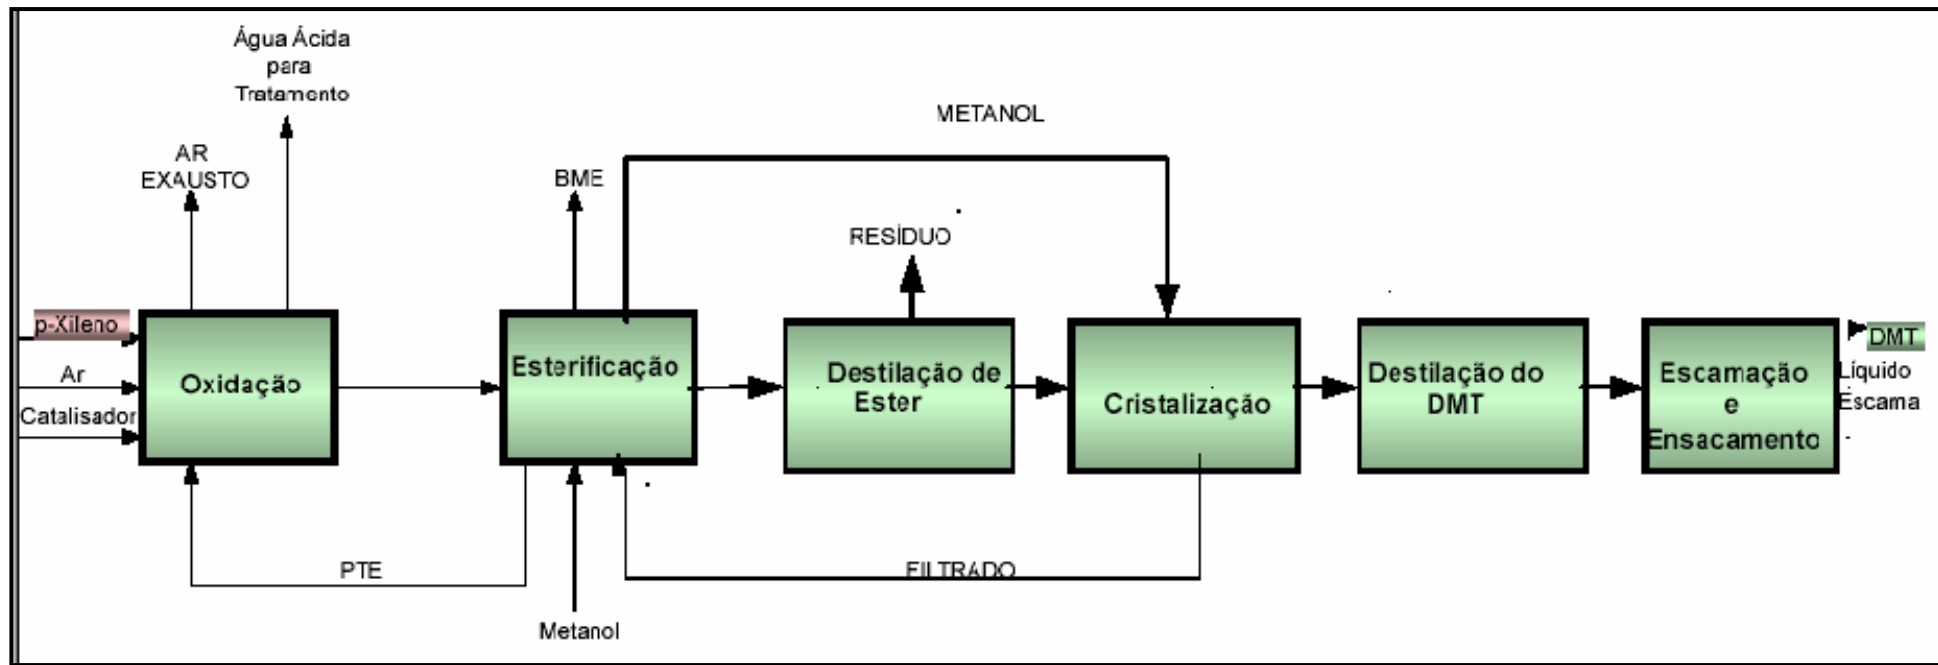 Água Ácida
para
Tratamento
METANOL
AR
EXAUSTO
BME
RESÍDUO
p-Xileno
Ar
Catalisador
Oxidação
Esterificação
Destilação de
Ester
Cristalização
Destilação do
DMT
Escamação
e
Ensacamento
DMT
Líquido
Escama
PTE
FILTRADO
Metanol